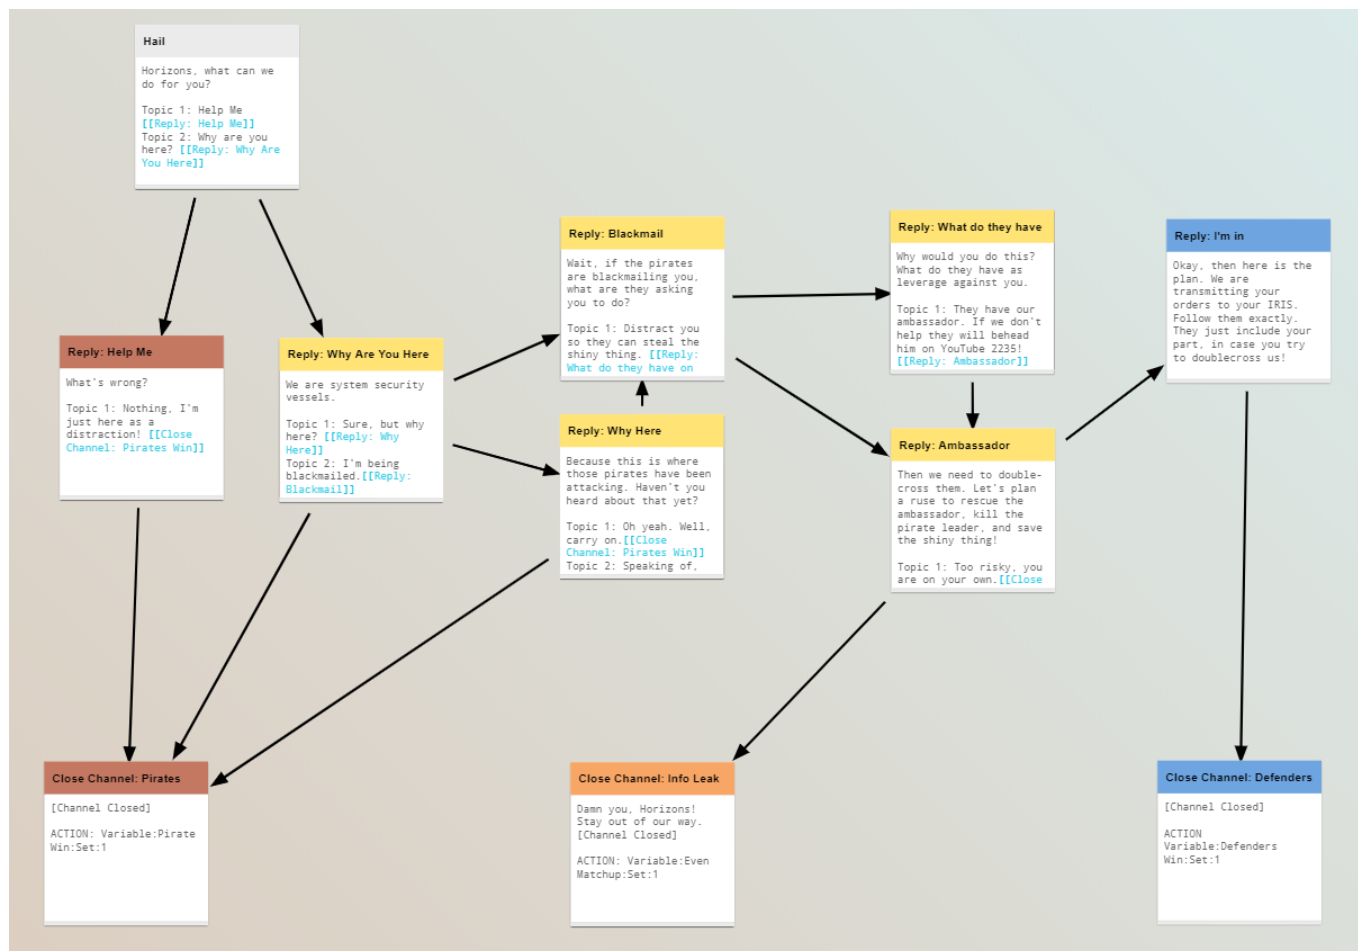 Hail
Horizons, what can we
do for you?
Topic 1: Help Me
[[Reply: Help Me]]
Topic 2: Why are you
here? [[Reply: Why Are
You Here]]
Reply: Help Me
What's wrong?
Topic 1: Nothing, I'm
just here as a
distraction! [[Close
Channel: Pirates Win]]
Reply: Why Are You Here
We are system security
vessels.
Topic 1: Sure, but why
here? [[Reply: Why
Here]]
Topic 2: I'm being
blackmailed.[[Reply:
Blackmail]]
Reply: Blackmail
Wait, if the pirates
are blackmailing you,
what are they asking
you to do?
Topic 1: Distract you
so they can steal the
shiny thing. [[Reply:
What do they have on
Reply: Why Here
Because this is where
those pirates have been
attacking. Haven't you
heard about that yet?
Topic 1: Oh yeah. Well,
carry on.[[Close
Channel: Pirates Win]]
Topic 2: Speaking of,
Reply: What do they have
Why would you do this?
What do they have as
leverage against you.
Topic 1: They have our
ambassador. If we don't
help they will behead
him on YouTube 2235!
[[Reply: Ambassador]]
Reply: Ambassador
Then we need to double-
cross them. Let's plan
a ruse to rescue the
ambassador, kill the
pirate leader, and save
the shiny thing!
Topic 1: Too risky, you
are on your own.[[Close
Reply: I'm in
Okay, then here is the
plan. We are
transmitting your
orders to your IRIS.
Follow them exactly.
They just include your
part, in case you try
to doublecross us!
Close Channel: Pirates
[Channel Closed]
ACTION: Variable:Pirate
Win:Set:1
Close Channel: Info Leak
Damn you, Horizons!
Stay out of our way.
[Channel Closed]
ACTION: Variable:Even
Matchup:Set:1
Close Channel: Defenders
[Channel Closed]
ACTION
Variable:Defenders
Win:Set:1